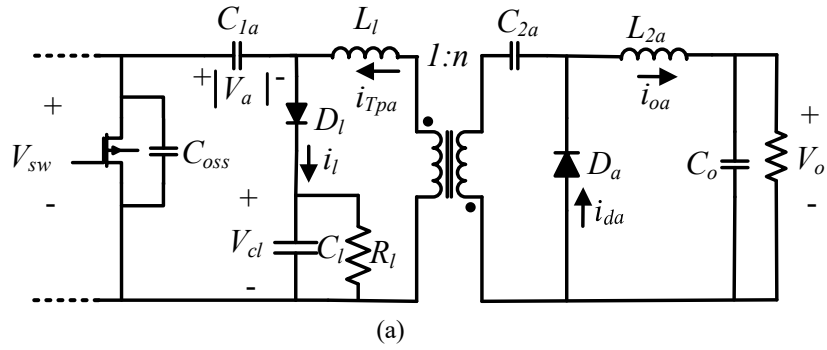 C1a
Ll
1:n
C2a
L2a
+ |Va| -
iTpa
ioa
+
Vsw
-
Coss
Dl
il
Da
ida
Co
+
Vo
-
+
Vcl
-
Cl
Rl
(a)